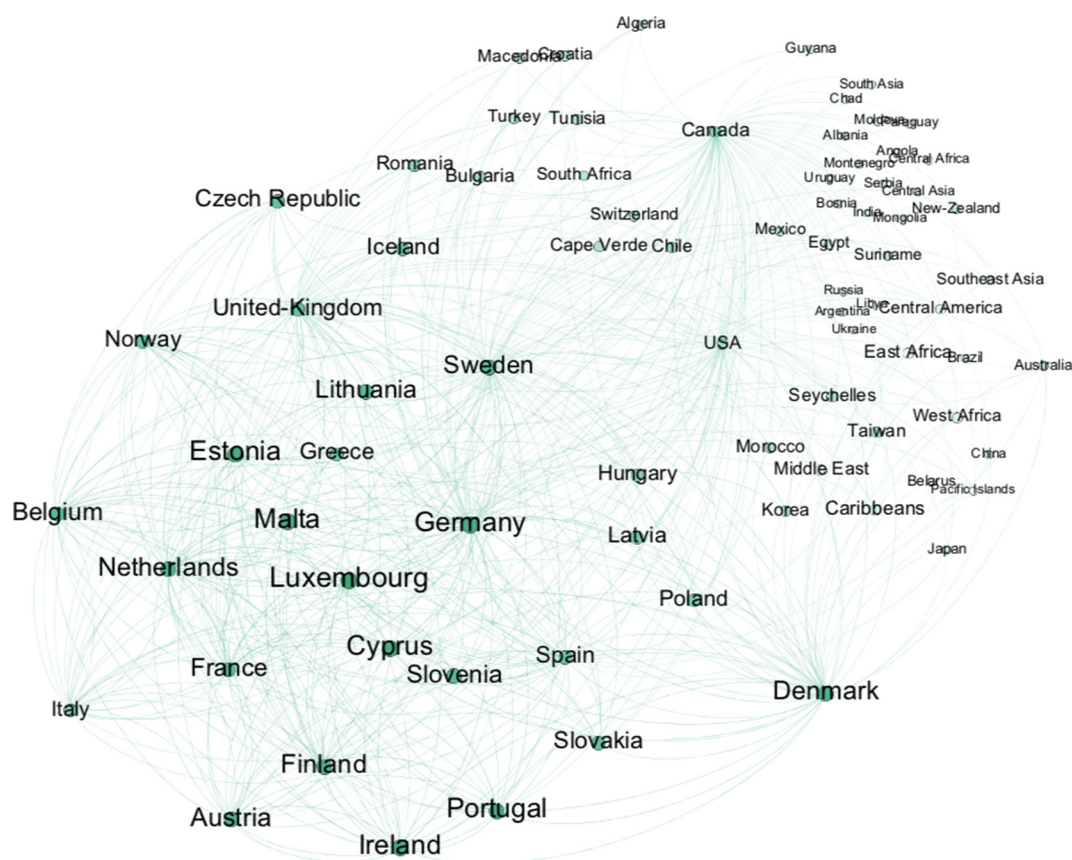 Algeria
Guyana
Macedonia
Croatia
South Asia
Chad
Turkey
Tunisia
Moldova
Paraguay
Canada
Albania
Angola
Central Africa
Romania
Montenegro
Bulgaria
South Africa
Uruguay
Serbia
Central Asia
Czech Republic
Bosnia
India
New-Zealand
Mongolia
Switzerland
Mexico
Iceland
Cape Verde
Chile
Egypt
Suriname
Southeast Asia
Russia
United-Kingdom
Libya
Central America
Argentina
Ukraine
Norway
USA
East Africa
Brazil
Australia
Sweden
Lithuania
Seychelles
West Africa
Taiwan
Estonia
Greece
Morocco
China
Middle East
Hungary
Belarus
Pacific Islands
Belgium
Malta
Germany
Korea
Caribbeans
Latvia
Japan
Netherlands
Luxembourg
Poland
Cyprus
Spain
France
Slovenia
Denmark
Italy
Slovakia
Finland
Portugal
Austria
Ireland